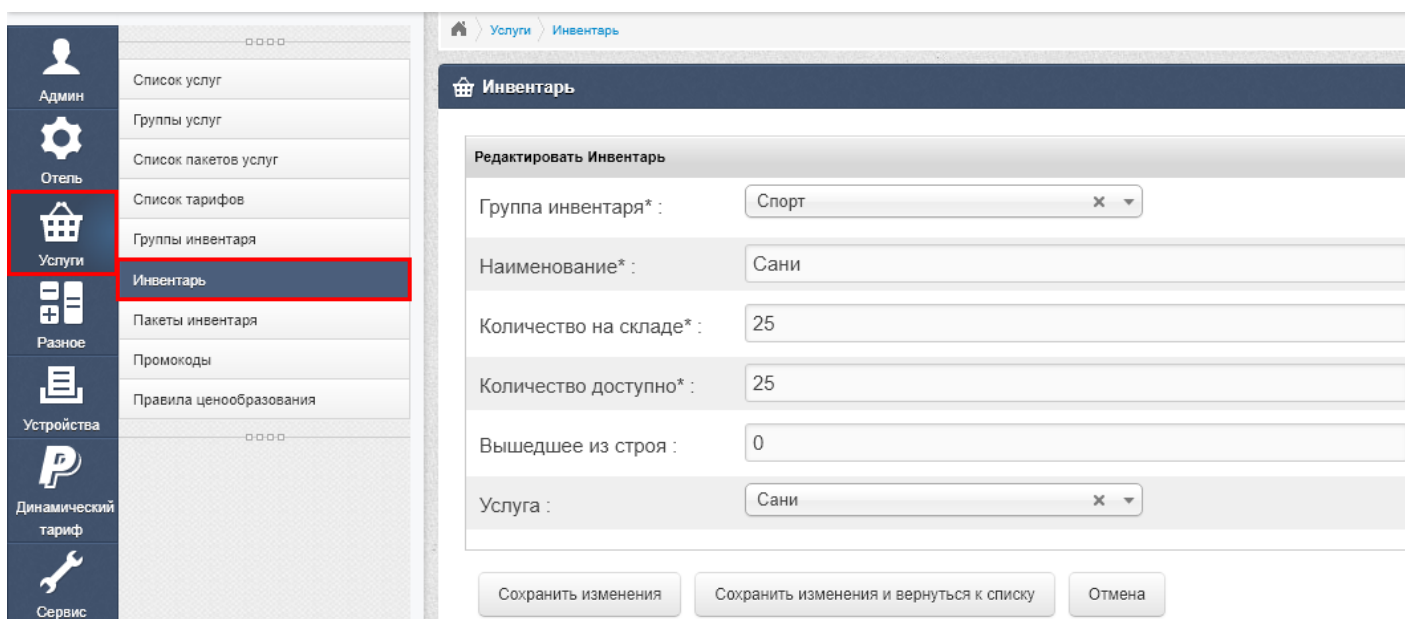 Админ
Отель
Услуги
Разное
Устройства
Динамический
тариф
Сервис
Список услуг
Группы услуг
Список пакетов услуг
Список тарифов
Группы инвентаря
Инвентарь
Пакеты инвентаря
Промокоды
Правила ценообразования
Услуги Инвентарь
Инвентарь
Редактировать Инвентарь
Группа инвентаря* : Спорт
Наименование* : Сани
Количество на складе* : 25
Количество доступно* : 25
Вышедшее из строя : 0
Услуга : Сани
Сохранить изменения Сохранить изменения и вернуться к списку Отмена